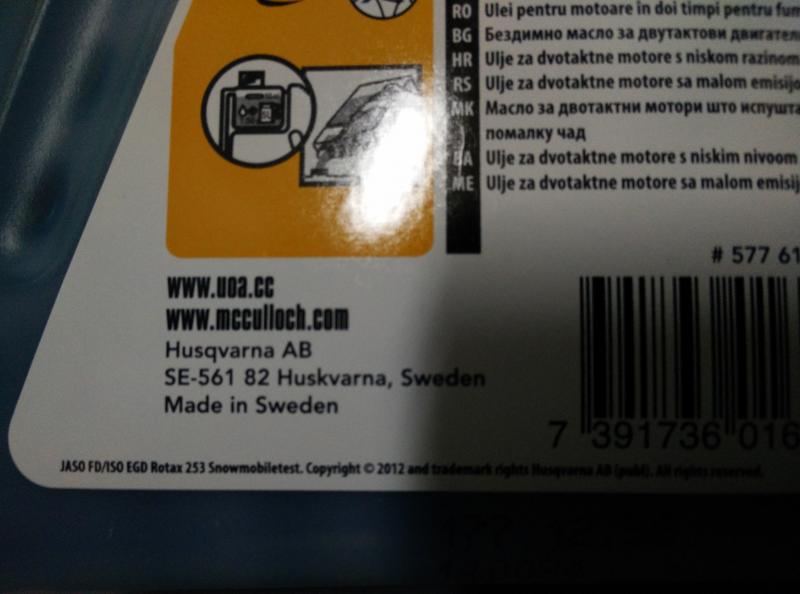 RO Ulei pentru motoare in doi timpi pentru fum
BG Бездимно масло за двутактови двигател
HR Ulje za dvotaktne motore s niskom razinom
RS Ulje za dvotaktne motore sa malom emisijo
MK Масло за двотактни мотори што испушта
помалку чад
BA Ulje za dvotaktne motore s niskim nivoom
ME Ulje za dvotaktne motore sa malom emisij
# 577 61
www.uoa.cc
www.mcculloch.com
Husqvarna AB
SE-561 82 Huskvarna, Sweden
Made in Sweden
7 391736 016
JASO FD/ISO EGD Rotax 253 Snowmobiletest. Copyright © 2012 and trademark rights Husqvarna AB (publ). All rights reserved.